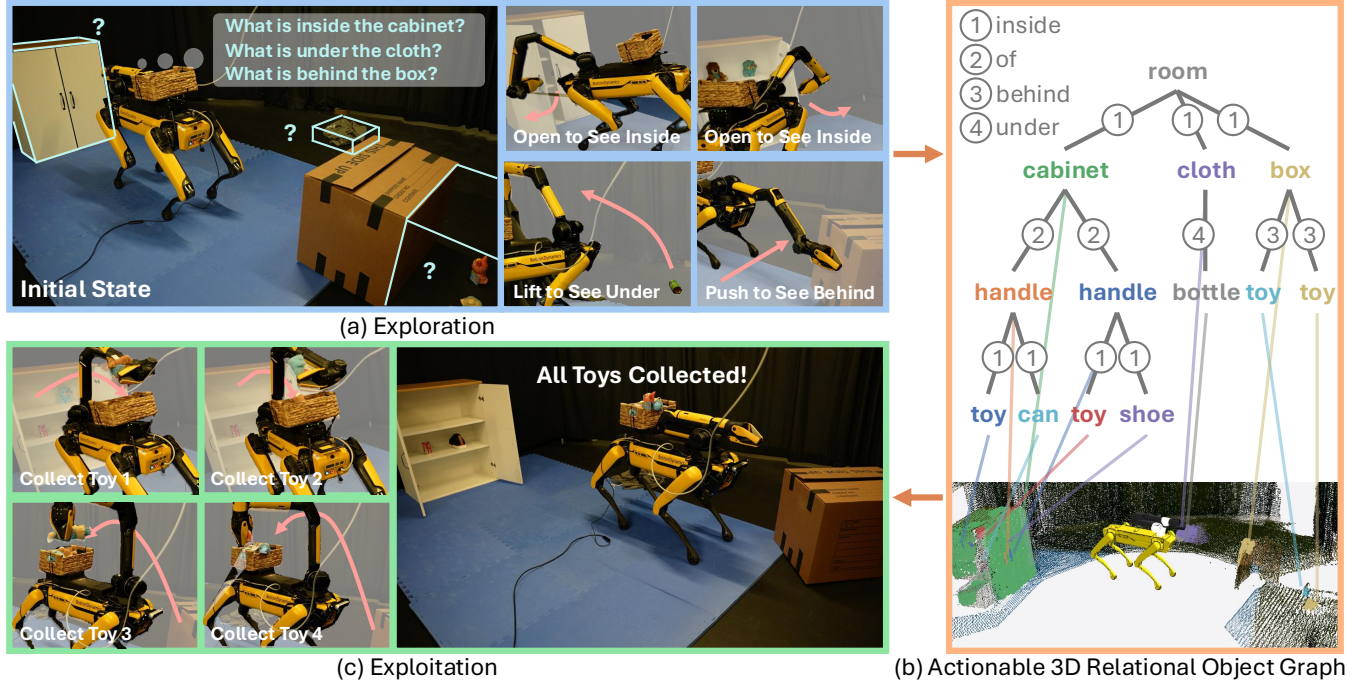 ?
What is inside the cabinet?
What is under the cloth?
What is behind the box?
?
?
Initial State
Open to See Inside
Open to See Inside
Lift to See Under
Push to See Behind
(a) Exploration
1 inside
2 of
3 behind
4 under
room
1 1 1
cabinet cloth box
2 2 4 3 3
handle handle bottle toy toy
1 1 1 1
toy can toy shoe
(b) Actionable 3D Relational Object Graph
Collect Toy 1
Collect Toy 2
Collect Toy 3
Collect Toy 4
All Toys Collected!
(c) Exploitation